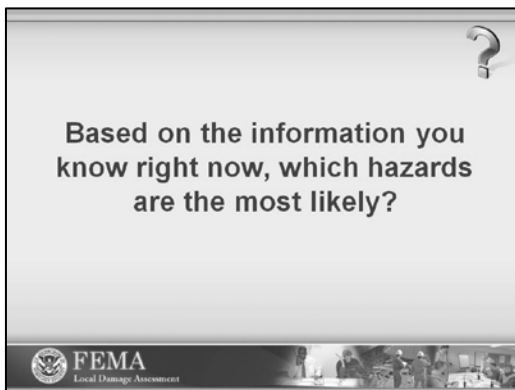 ?
Based on the information you
know right now, which hazards
are the most likely?
FEMA
Local Damage Assessment